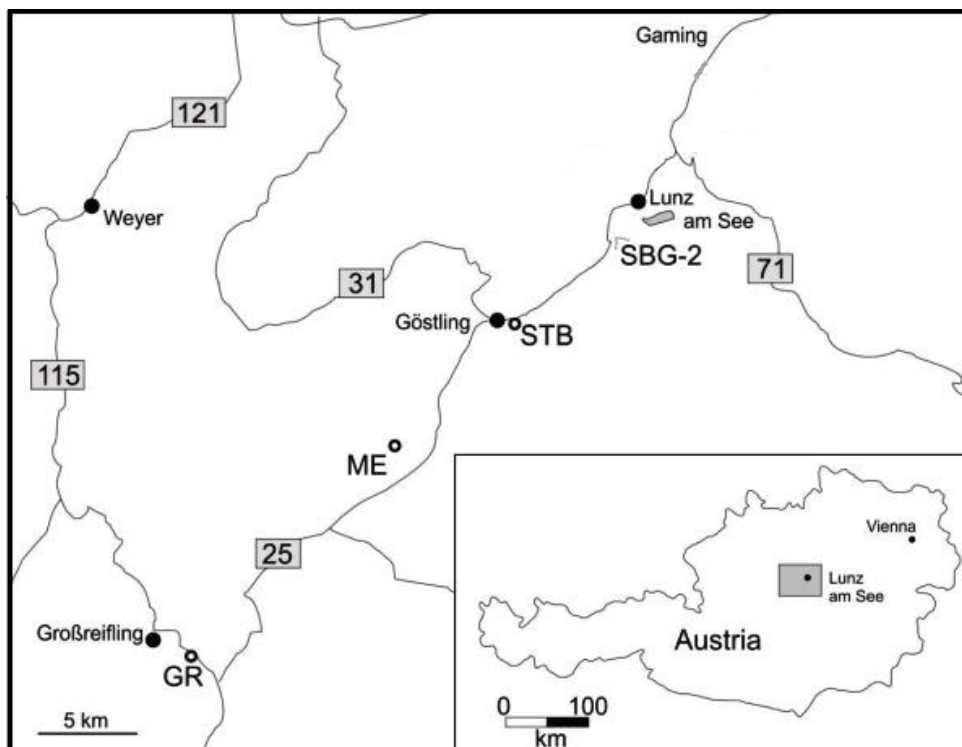 Gaming
121
Weyer
Lunz
am See
SBG-2
31
71
Göstling
STB
115
ME
25
Großreifling
GR
5 km
Vienna
Lunz
am See
Austria
0 100
km